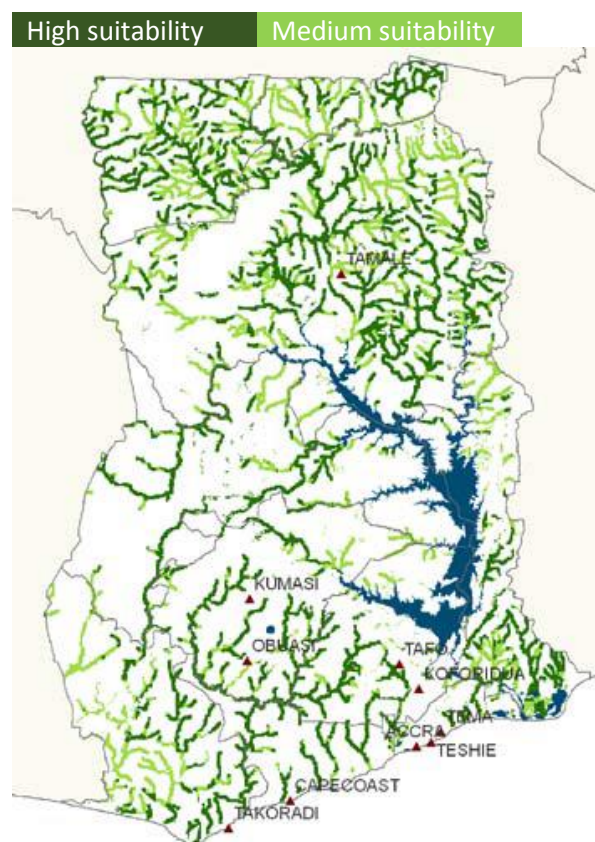 High suitability Medium suitability
TAMALE
KUMASI
OBUASI
TAFO
KOFORIDUA
TEMA
ACCRA
TESHIE
CAPECOAST
TAKORADI